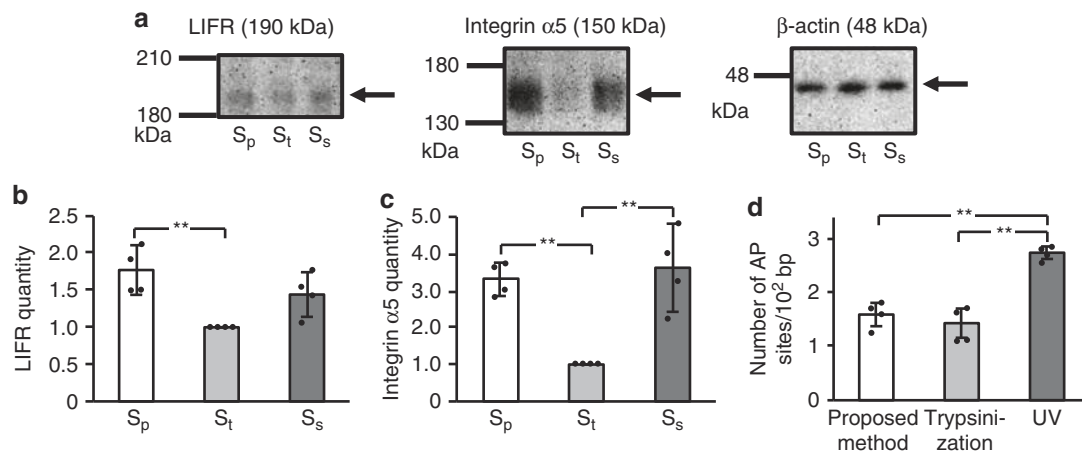 a
LIFR (190 kDa)
210
180
kDa
Sp St Ss
Integrin α5 (150 kDa)
180
130
kDa
Sp St Ss
β-actin (48 kDa)
48
kDa
Sp St Ss
b
LIFR quantity
2.5
2.0
1.5
1.0
0.5
0
**
Sp St Ss
c
Integrin α5 quantity
5.0
4.0
3.0
2.0
1.0
0
**
**
Sp St Ss
d
Number of AP
sites/10² bp
3
2
1
0
**
**
Proposed
method
Trypsini-
zation
UV